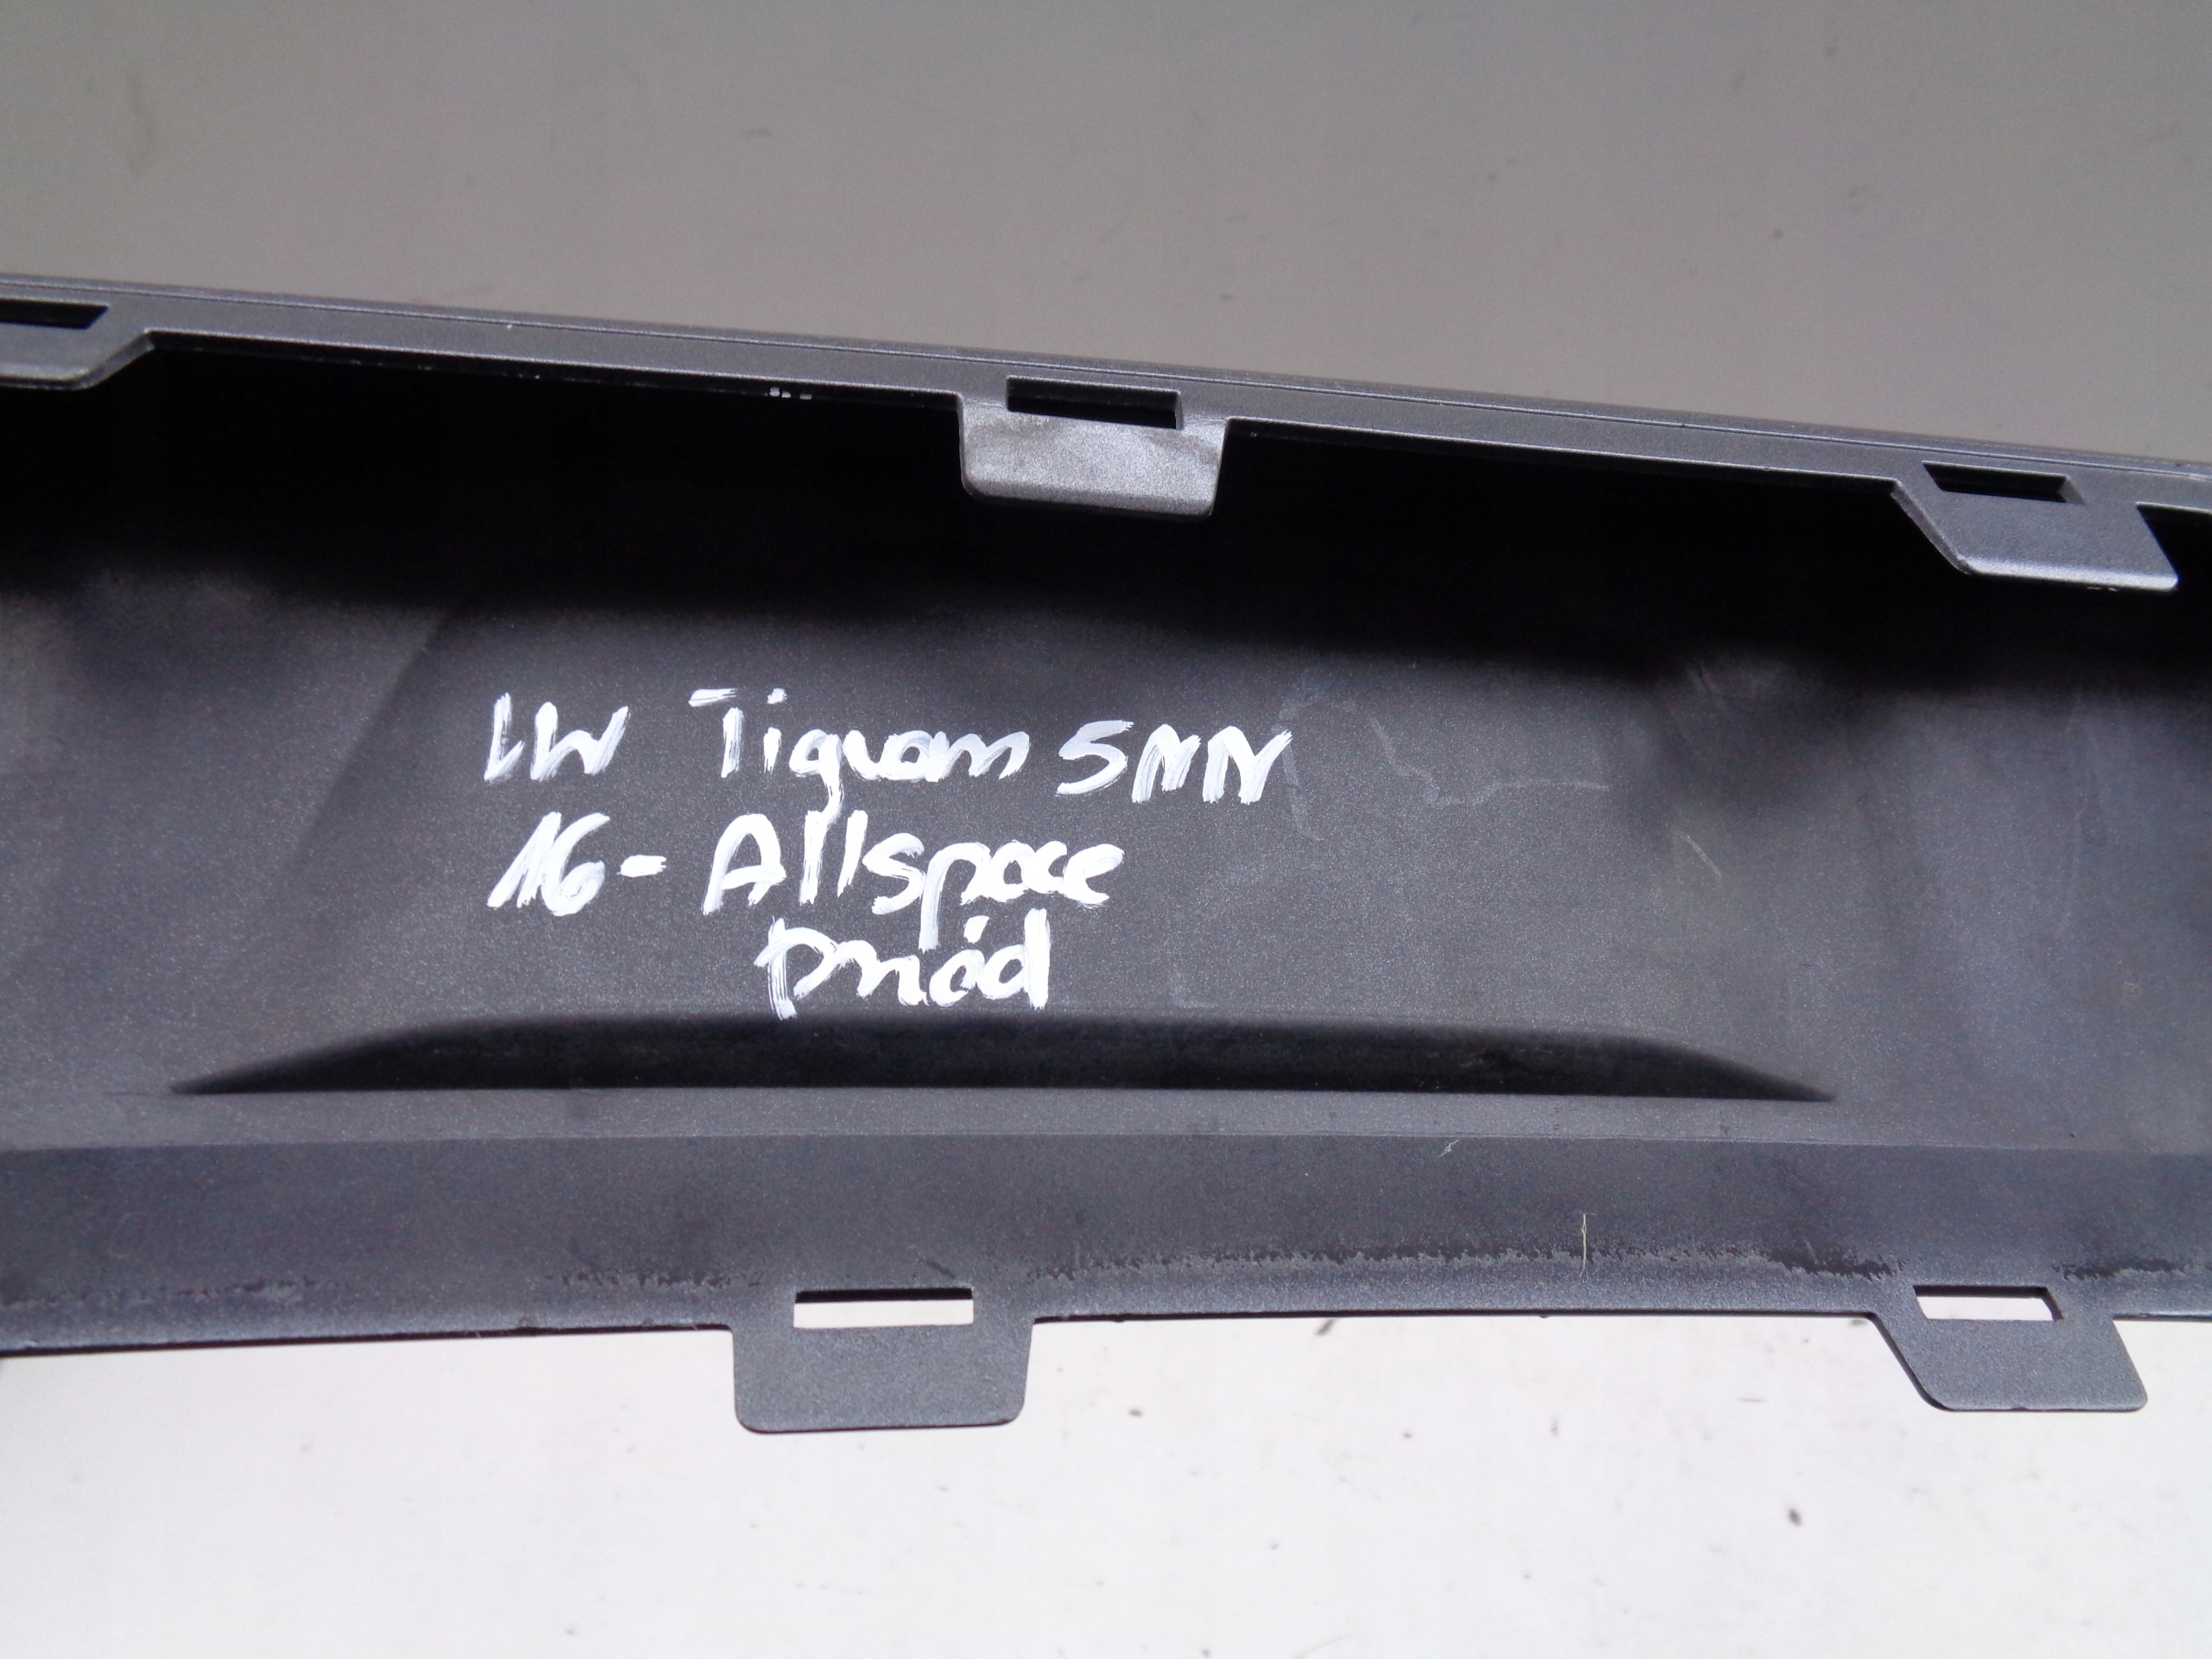 VW Tiguan 5NN
16- Allspace
przód